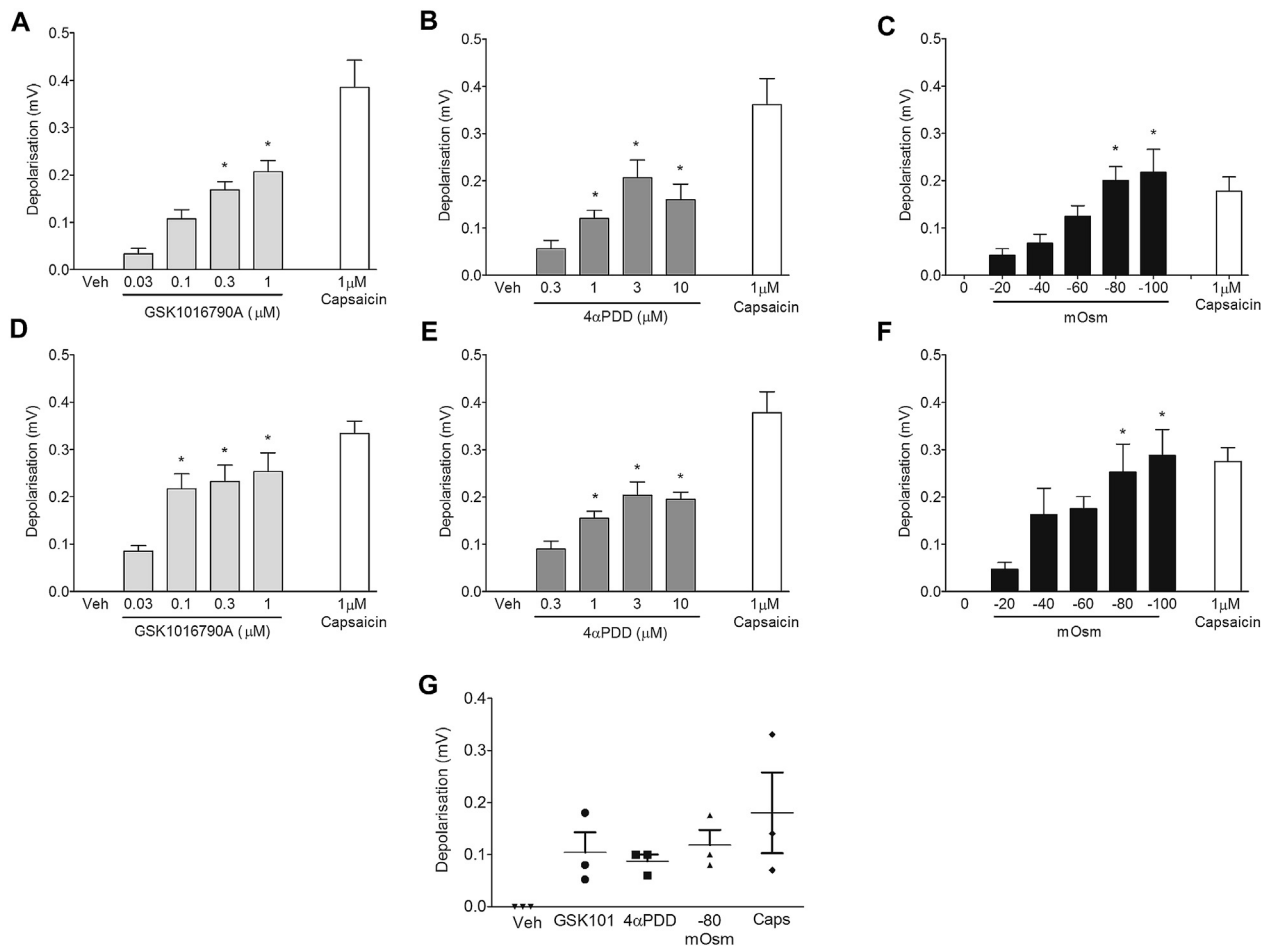 A
Depolarisation (mV)
0.5
0.4
0.3
0.2
0.1
0.0
* *
Veh 0.03 0.1 0.3 1 1μM
GSK1016790A (μM) Capsaicin
B
Depolarisation (mV)
0.5
0.4
0.3
0.2
0.1
0.0
* * *
Veh 0.3 1 3 10 1μM
4αPDD (μM) Capsaicin
C
Depolarisation (mV)
0.5
0.4
0.3
0.2
0.1
0.0
* *
0 -20 -40 -60 -80 -100 1μM
mOsm Capsaicin
D
Depolarisation (mV)
0.5
0.4
0.3
0.2
0.1
0.0
* * *
Veh 0.03 0.1 0.3 1 1μM
GSK1016790A (μM) Capsaicin
E
Depolarisation (mV)
0.5
0.4
0.3
0.2
0.1
0.0
* * *
Veh 0.3 1 3 10 1μM
4αPDD (μM) Capsaicin
F
Depolarisation (mV)
0.5
0.4
0.3
0.2
0.1
0.0
* *
0 -20 -40 -60 -80 -100 1μM
mOsm Capsaicin
G
Depolarisation (mV)
0.4
0.3
0.2
0.1
0.0
Veh GSK101 4αPDD -80 Caps
mOsm